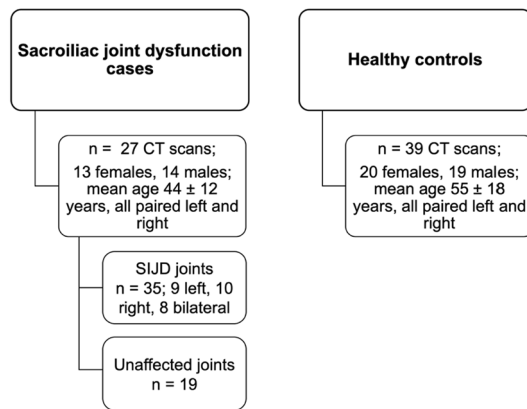 Sacroiliac joint dysfunction
cases
n = 27 CT scans;
13 females, 14 males;
mean age 44 ± 12
years, all paired left and
right
SIJD joints
n = 35; 9 left, 10
right, 8 bilateral
Unaffected joints
n = 19
Healthy controls
n = 39 CT scans;
20 females, 19 males;
mean age 55 ± 18
years, all paired left and
right